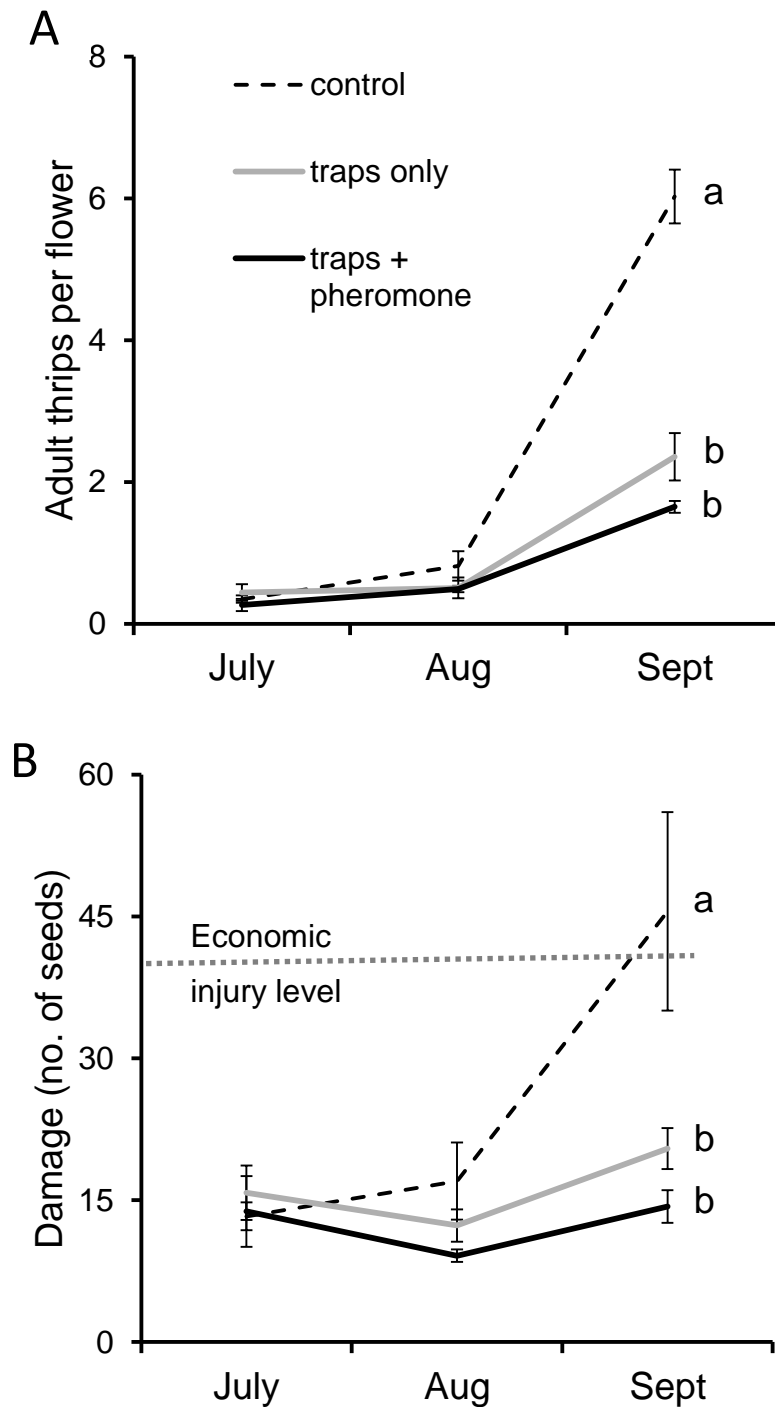 A
8
6
4
2
0
Adult thrips per flower
control
traps only
traps +
pheromone
a
b
b
July Aug Sept
B
60
45
30
15
0
Damage (no. of seeds)
Economic
injury level
a
b
b
July Aug Sept